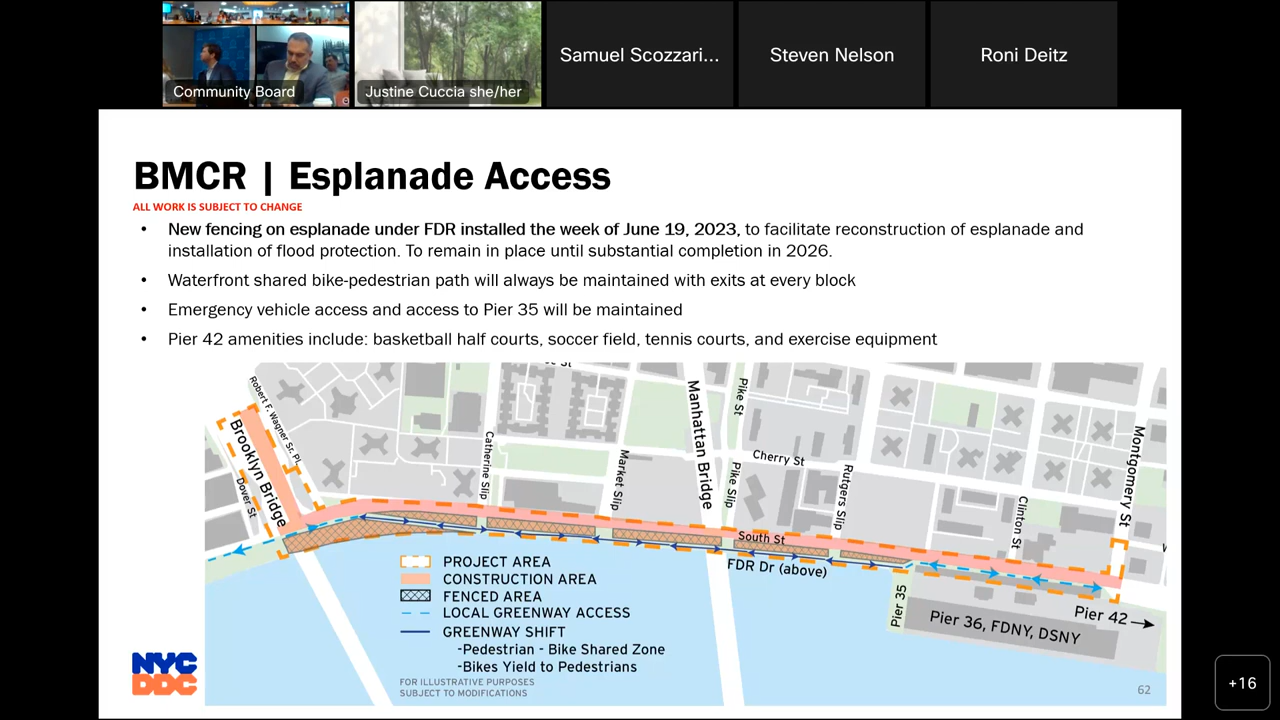 Community Board
Justine Cuccia she/her
Samuel Scozzari...
Steven Nelson
Roni Deitz
BMCR | Esplanade Access
ALL WORK IS SUBJECT TO CHANGE
• New fencing on esplanade under FDR installed the week of June 19, 2023, to facilitate reconstruction of esplanade and
installation of flood protection. To remain in place until substantial completion in 2026.
• Waterfront shared bike-pedestrian path will always be maintained with exits at every block
• Emergency vehicle access and access to Pier 35 will be maintained
• Pier 42 amenities include: basketball half courts, soccer field, tennis courts, and exercise equipment
Robert F. Wagner Sr. Pl.
Brooklyn Bridge
Dover St
Catherine Slip
Market Slip
Manhattan Bridge
Pike St
Pike Slip
Cherry St
Rutgers Slip
Clinton St
Montgomery St
South St
FDR Dr (above)
Pier 35
Pier 36, FDNY, DSNY
Pier 42
PROJECT AREA
CONSTRUCTION AREA
FENCED AREA
LOCAL GREENWAY ACCESS
GREENWAY SHIFT
-Pedestrian - Bike Shared Zone
-Bikes Yield to Pedestrians
FOR ILLUSTRATIVE PURPOSES
SUBJECT TO MODIFICATIONS
NYC
DDC
62
+16